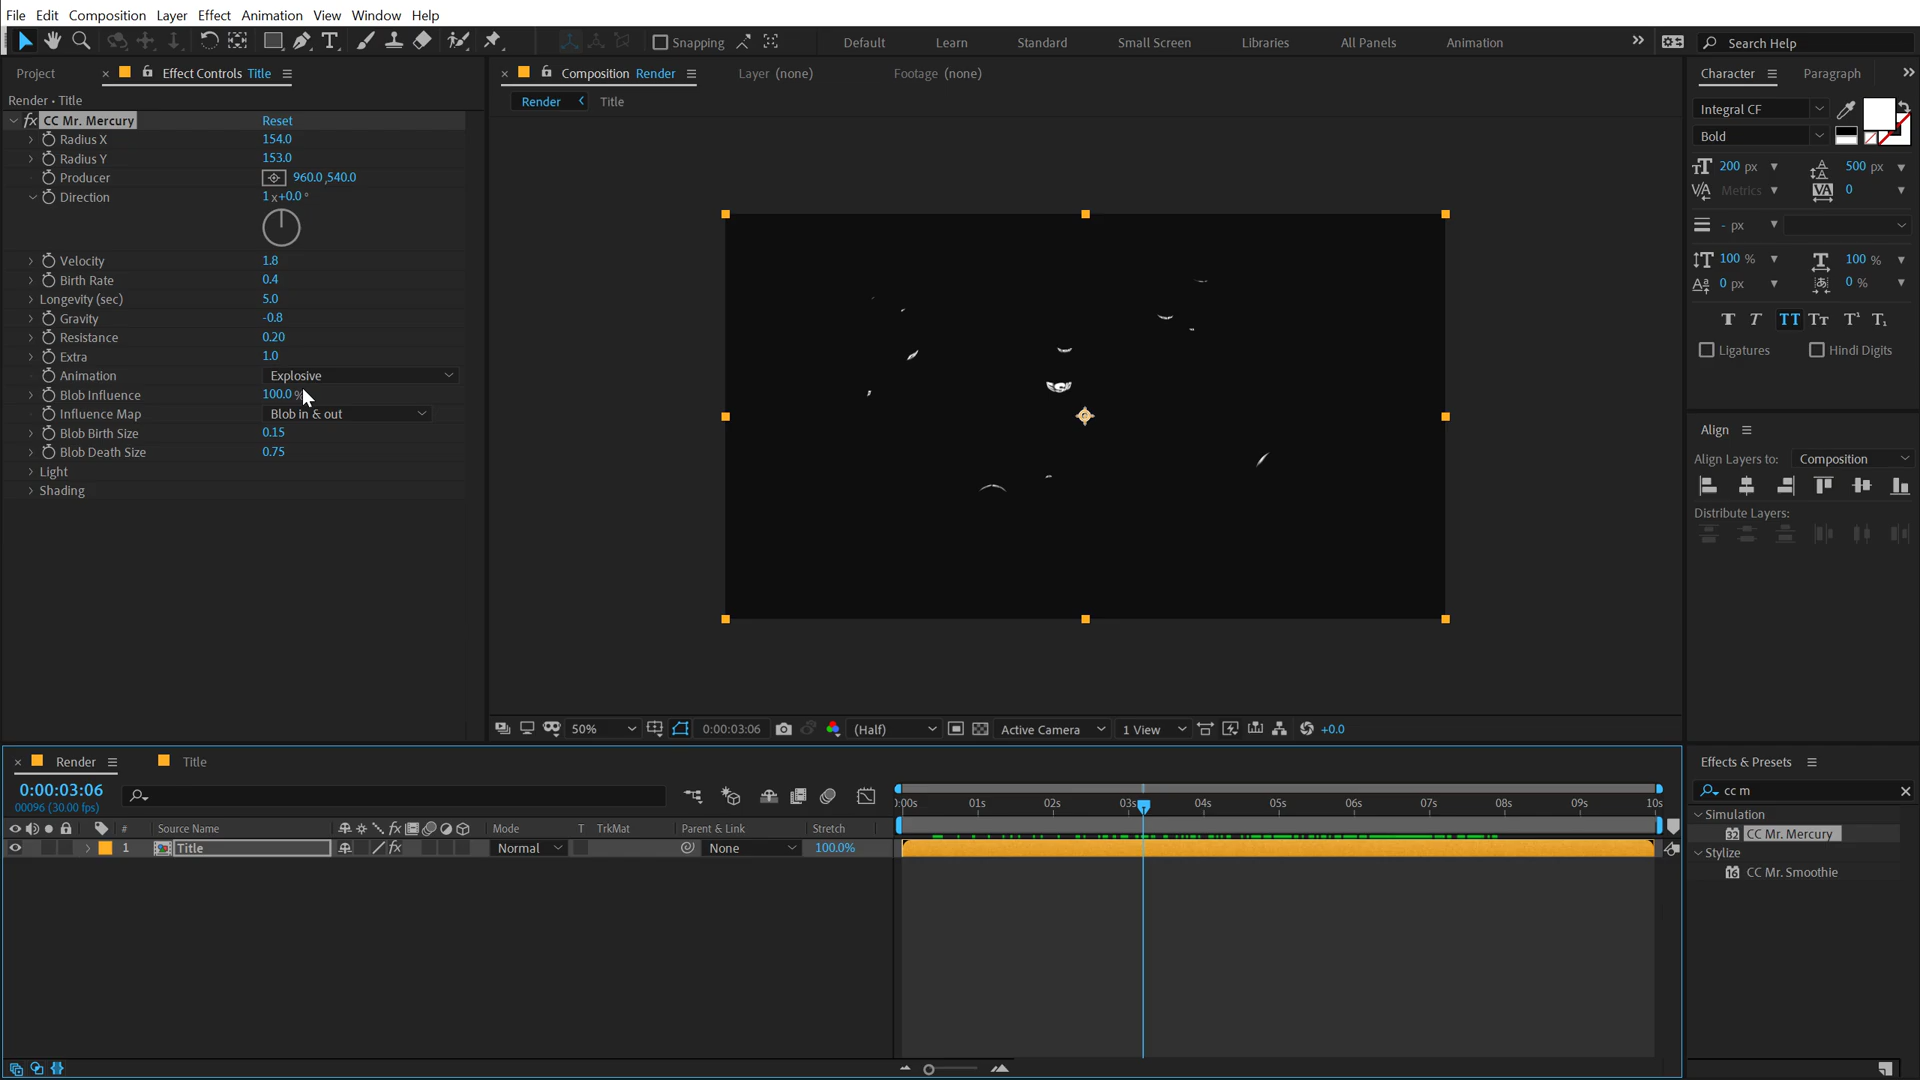 File Edit Composition Layer Effect Animation View Window Help
Snapping Default Learn Standard Small Screen Libraries All Panels Animation Search Help
Project Effect Controls Title
Composition Render Layer (none) Footage (none)
Character Paragraph
Render • Title
Render Title
CC Mr. Mercury Reset
Radius X 154.0
Radius Y 153.0
Producer 960.0,540.0
Direction 1x+0.0°
Velocity 1.8
Birth Rate 0.4
Longevity (sec) 5.0
Gravity -0.8
Resistance 0.20
Extra 1.0
Animation Explosive
Blob Influence 100.0 %
Influence Map Blob in & out
Blob Birth Size 0.15
Blob Death Size 0.75
Light
Shading
Integral CF
Bold
200 px 500 px
Metrics 0
- px
100 % 100 %
0 px 0 %
Ligatures Hindi Digits
Align
Align Layers to: Composition
Distribute Layers:
50% 0:00:03:06 (Half) Active Camera 1 View +0.0
Render Title
0:00:03:06
00096 (30.00 fps)
:00s 01s 02s 03s 04s 05s 06s 07s 08s 09s 10s
# Source Name Mode T TrkMat Parent & Link Stretch
1 Title Normal None 100.0%
Effects & Presets
cc m
Simulation
CC Mr. Mercury
Stylize
CC Mr. Smoothie